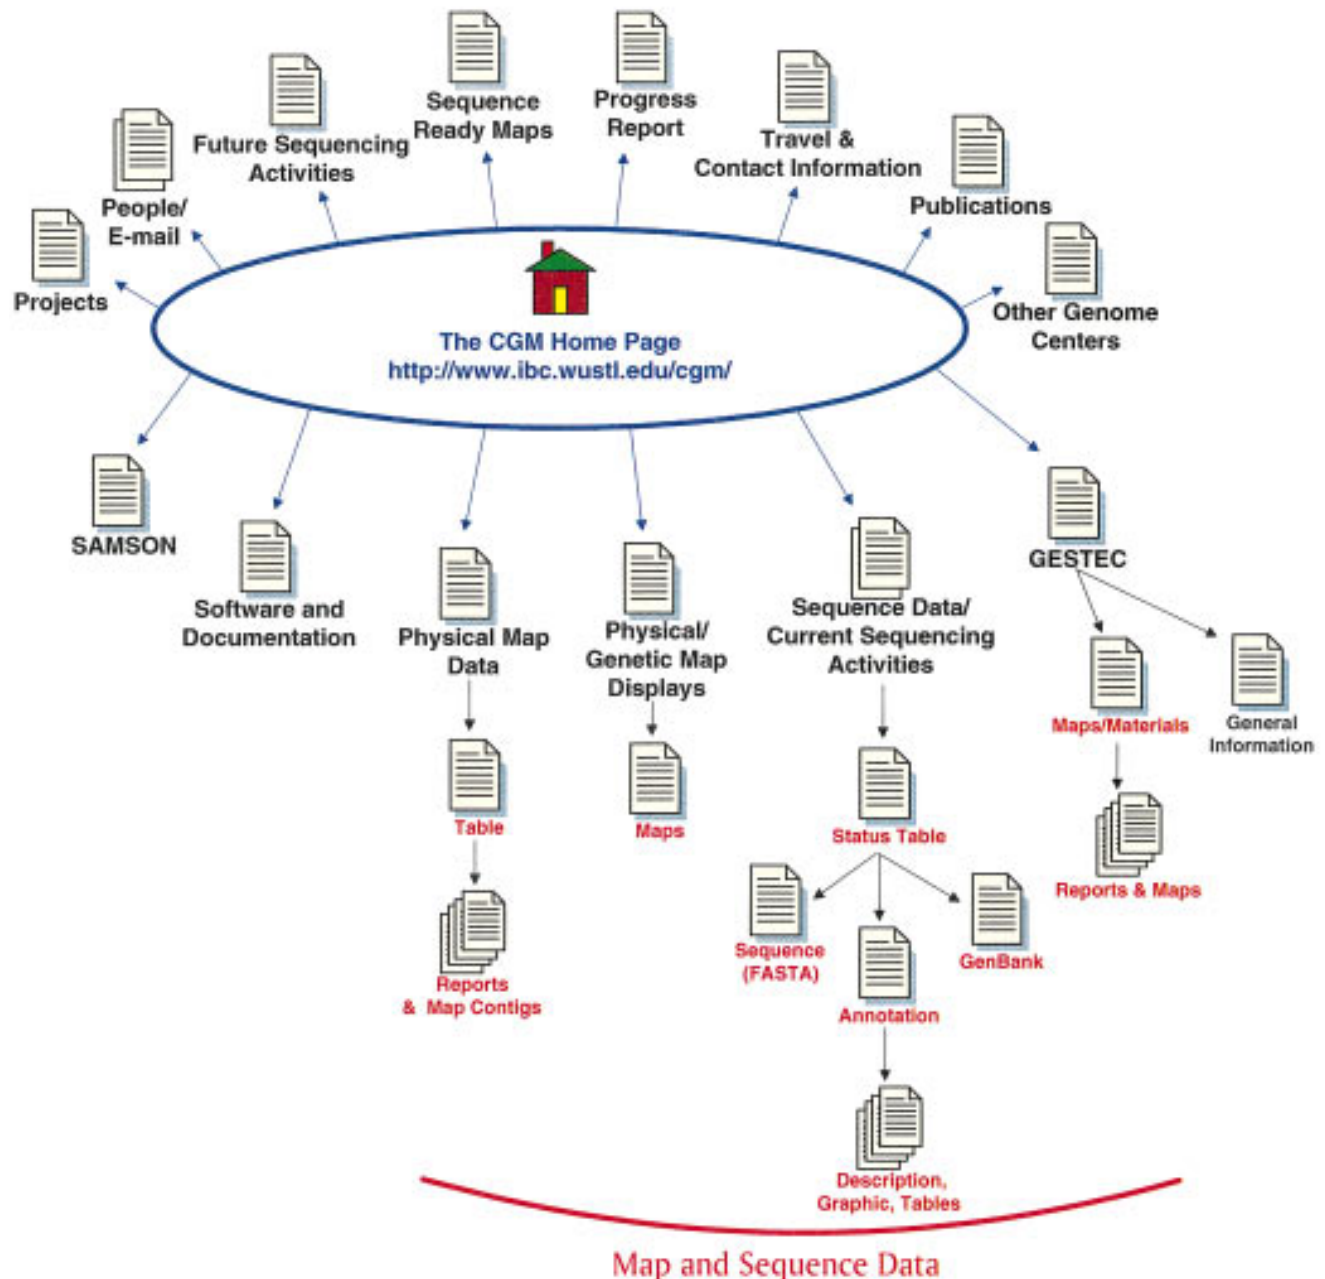 Sequence
Ready Maps
Progress
Report
Future Sequencing
Activities
Travel &
Contact Information
People/
E-mail
Publications
Projects
Other Genome
Centers
The CGM Home Page
http://www.ibc.wustl.edu/cgm/
SAMSON
Software and
Documentation
Physical Map
Data
Physical/
Genetic Map
Displays
Sequence Data/
Current Sequencing
Activities
GESTEC
Maps/Materials
General
Information
Table
Maps
Status Table
Reports & Maps
Reports
& Map Contigs
Sequence
(FASTA)
Annotation
GenBank
Description,
Graphic, Tables
Map and Sequence Data